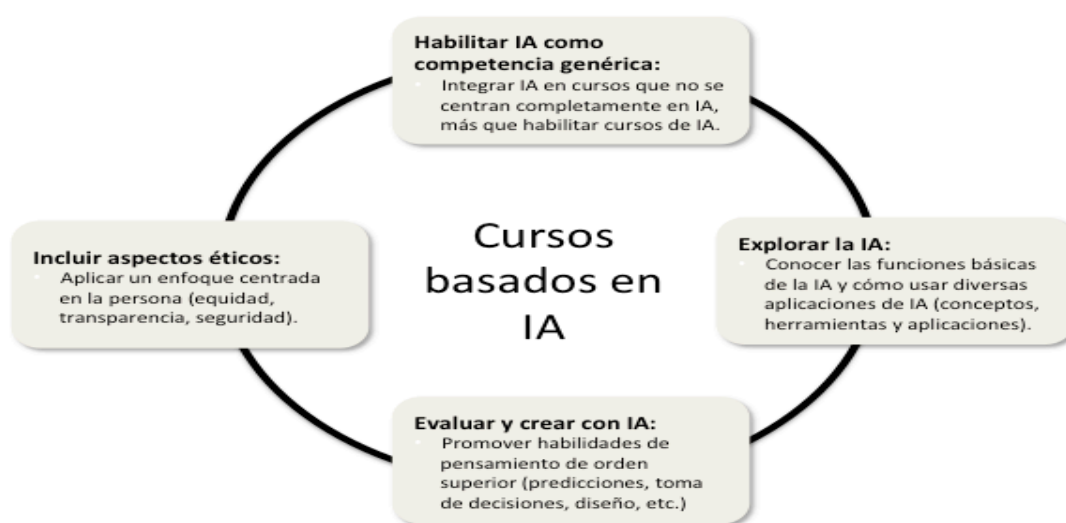 Habilitar IA como
competencia genérica:
Integrar IA en cursos que no se
centran completamente en IA,
más que habilitar cursos de IA.
Cursos
basados en
IA
Incluir aspectos éticos:
Aplicar un enfoque centrada
en la persona (equidad,
transparencia, seguridad).
Explorar la IA:
Conocer las funciones básicas
de la IA y cómo usar diversas
aplicaciones de IA (conceptos,
herramientas y aplicaciones).
Evaluar y crear con IA:
Promover habilidades de
pensamiento de orden
superior (predicciones, toma
de decisiones, diseño, etc.)